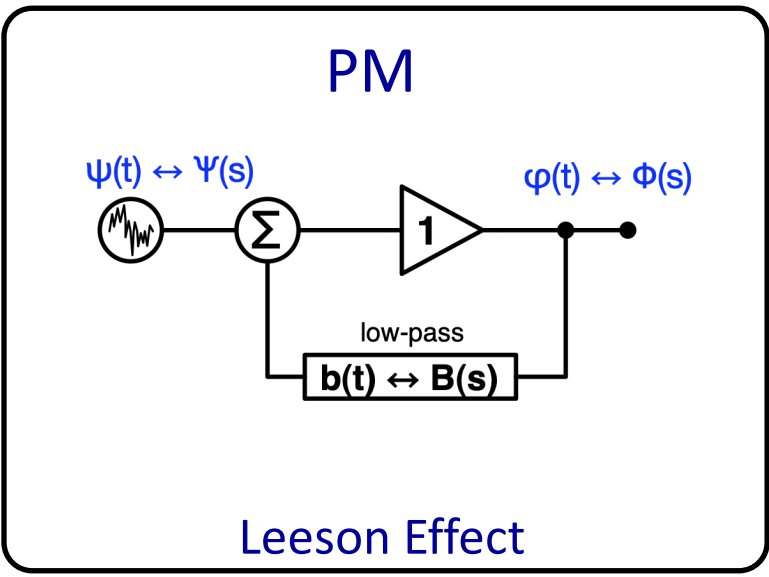 PM
ψ(t) ↔ Ψ(s)
φ(t) ↔ Φ(s)
Σ
1
low-pass
b(t) ↔ B(s)
Leeson Effect